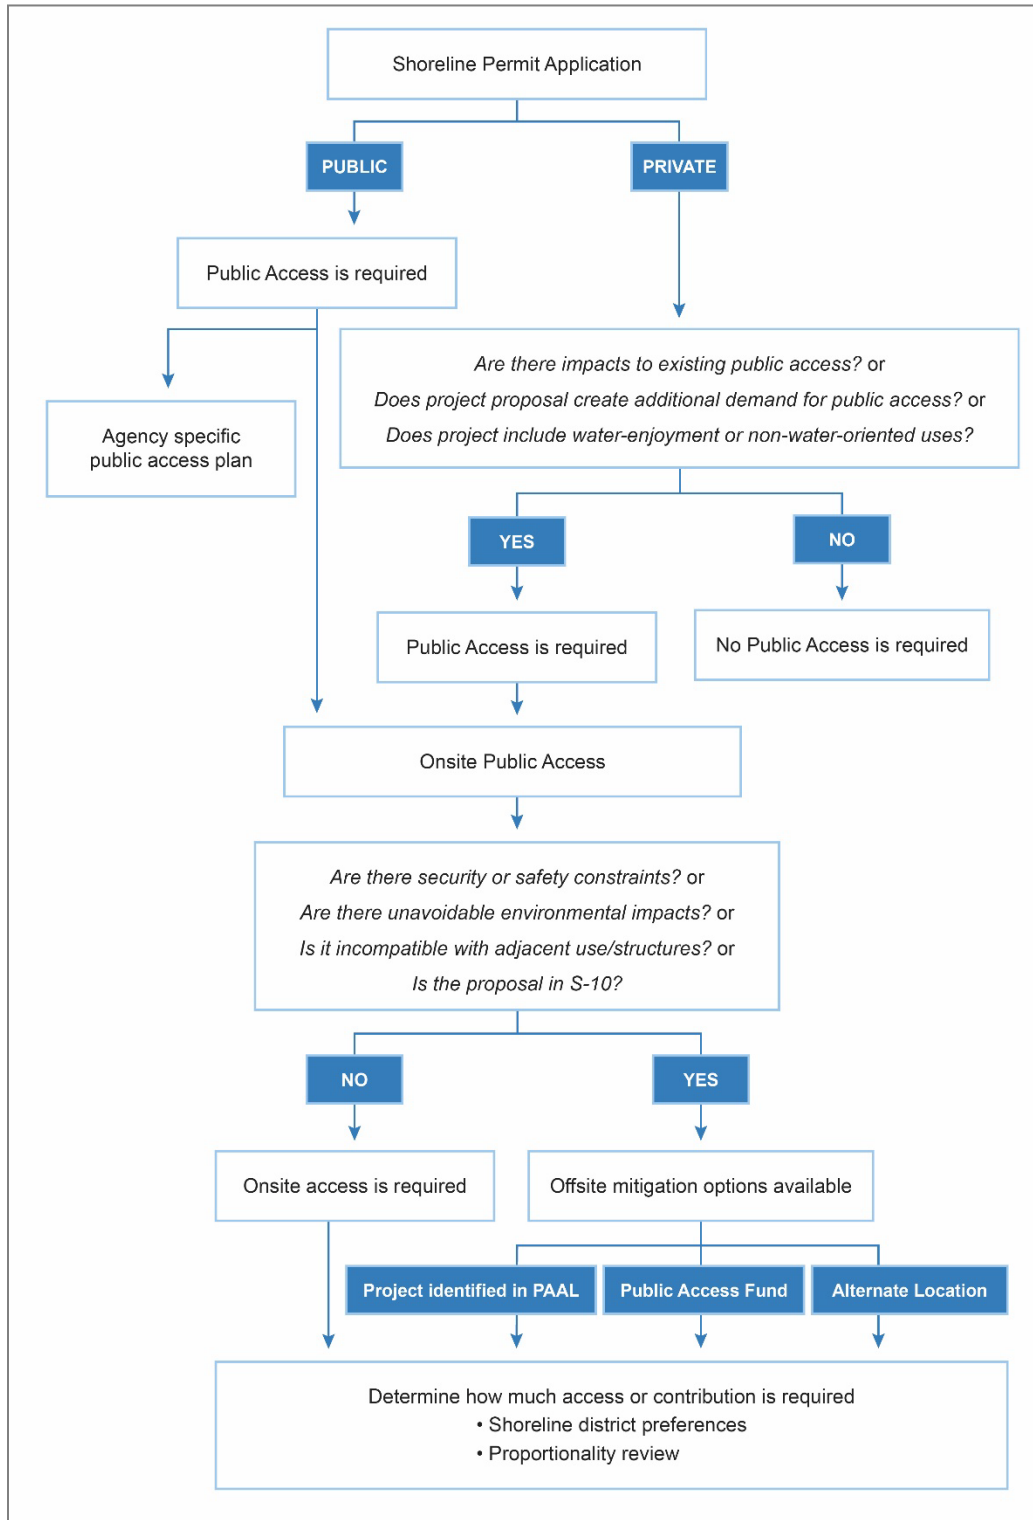 Shoreline Permit Application
PUBLIC
PRIVATE
Public Access is required
Are there impacts to existing public access? or
Does project proposal create additional demand for public access? or
Does project include water-enjoyment or non-water-oriented uses?
Agency specific
public access plan
YES
NO
Public Access is required
No Public Access is required
Onsite Public Access
Are there security or safety constraints? or
Are there unavoidable environmental impacts? or
Is it incompatible with adjacent use/structures? or
Is the proposal in S-10?
NO
YES
Onsite access is required
Offsite mitigation options available
Project identified in PAAL
Public Access Fund
Alternate Location
Determine how much access or contribution is required
• Shoreline district preferences
• Proportionality review